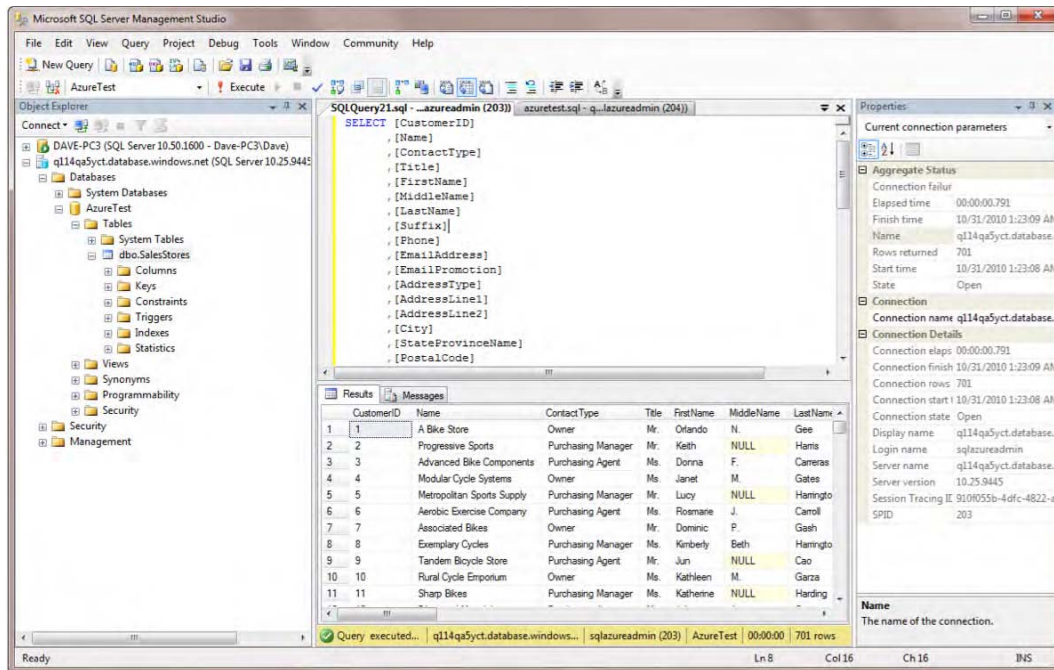 Microsoft SQL Server Management Studio
File Edit View Query Project Debug Tools Window Community Help
New Query
AzureTest Execute
Object Explorer
Connect
DAVE-PC3 (SQL Server 10.50.1600 - Dave-PC3\Dave)
q114qa5yct.database.windows.net (SQL Server 10.25.9445
Databases
System Databases
AzureTest
Tables
System Tables
dbo.SalesStores
Columns
Keys
Constraints
Triggers
Indexes
Statistics
Views
Synonyms
Programmability
Security
Security
Management
SQLQuery21.sql - ...azureadmin (203)) azuretest.sql - q...lazureadmin (204))
SELECT [CustomerID]
,[Name]
,[ContactType]
,[Title]
,[FirstName]
,[MiddleName]
,[LastName]
,[Suffix]
,[Phone]
,[EmailAddress]
,[EmailPromotion]
,[AddressType]
,[AddressLine1]
,[AddressLine2]
,[City]
,[StateProvinceName]
,[PostalCode]
Results Messages
CustomerID Name ContactType Title FirstName MiddleName LastName
1 1 A Bike Store Owner Mr. Orlando N. Gee
2 2 Progressive Sports Purchasing Manager Mr. Keith NULL Harris
3 3 Advanced Bike Components Purchasing Agent Ms. Donna F. Carreras
4 4 Modular Cycle Systems Owner Ms. Janet M. Gates
5 5 Metropolitan Sports Supply Purchasing Manager Mr. Lucy NULL Harringto
6 6 Aerobic Exercise Company Purchasing Agent Ms. Rosmarie J. Carroll
7 7 Associated Bikes Owner Mr. Dominic P. Gash
8 8 Exemplary Cycles Purchasing Manager Ms. Kimberly Beth Harringto
9 9 Tandem Bicycle Store Purchasing Agent Mr. Jun NULL Cao
10 10 Rural Cycle Emporium Owner Ms. Kathleen M. Garza
11 11 Sharp Bikes Purchasing Manager Ms. Katherine NULL Harding
Query executed... q114qa5yct.database.windows... sqlazureadmin (203) AzureTest 00:00:00 701 rows
Properties
Current connection parameters
Aggregate Status
Connection failur
Elapsed time 00:00:00.791
Finish time 10/31/2010 1:23:09 AM
Name q114qa5yct.database.
Rows returned 701
Start time 10/31/2010 1:23:08 AM
State Open
Connection
Connection name q114qa5yct.database.
Connection Details
Connection elaps 00:00:00.791
Connection finish 10/31/2010 1:23:09 AM
Connection rows 701
Connection start t 10/31/2010 1:23:08 AM
Connection state Open
Display name q114qa5yct.database.
Login name sqlazureadmin
Server name q114qa5yct.database.
Server version 10.25.9445
Session Tracing ID 910f055b-4dfc-4822-a
SPID 203
Name
The name of the connection.
Ready Ln 8 Col 16 Ch 16 INS